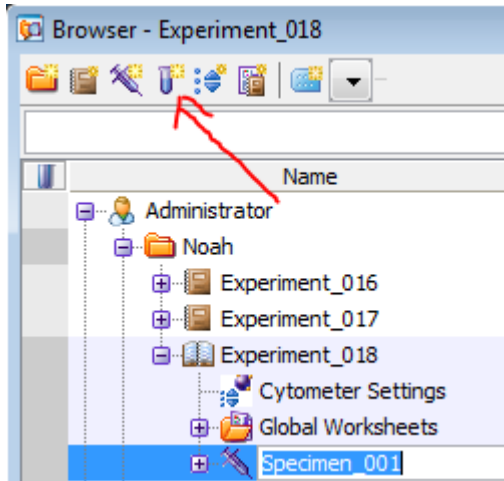 Browser - Experiment_018
Name
Administrator
Noah
Experiment_016
Experiment_017
Experiment_018
Cytometer Settings
Global Worksheets
Specimen_001